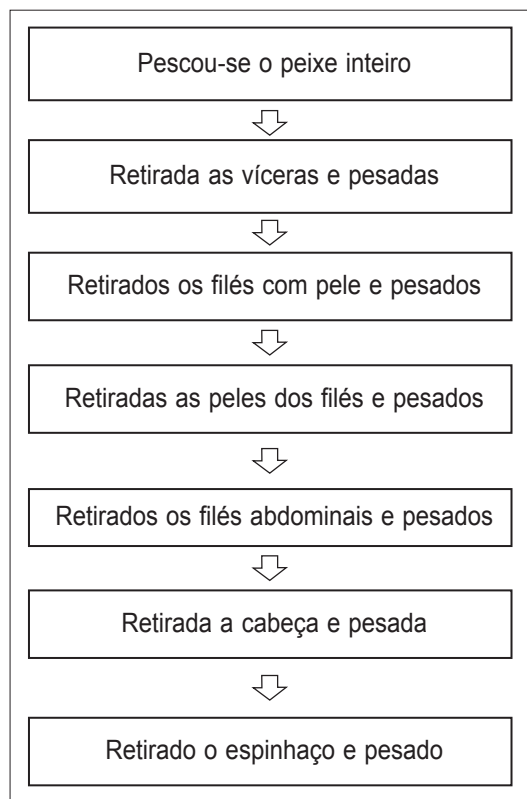 Pescou-se o peixe inteiro
Retirada as víceras e pesadas
Retirados os filés com pele e pesados
Retiradas as peles dos filés e pesados
Retirados os filés abdominais e pesados
Retirada a cabeça e pesada
Retirado o espinhaço e pesado